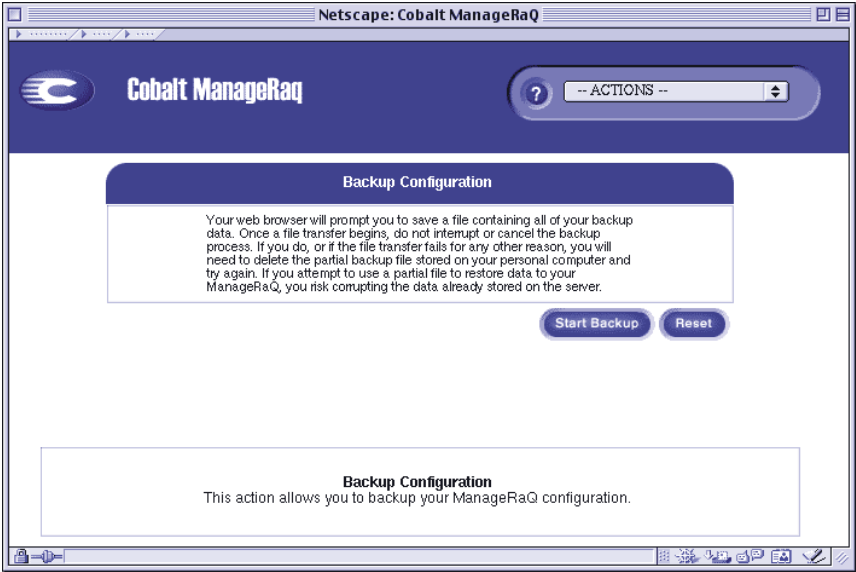 Netscape: Cobalt ManageRaQ
Cobalt ManageRaq
?
-- ACTIONS --
Backup Configuration
Your web browser will prompt you to save a file containing all of your backup
data. Once a file transfer begins, do not interrupt or cancel the backup
process. If you do, or if the file transfer fails for any other reason, you will
need to delete the partial backup file stored on your personal computer and
try again. If you attempt to use a partial file to restore data to your
ManageRaQ, you risk corrupting the data already stored on the server.
Start Backup
Reset
Backup Configuration
This action allows you to backup your ManageRaQ configuration.